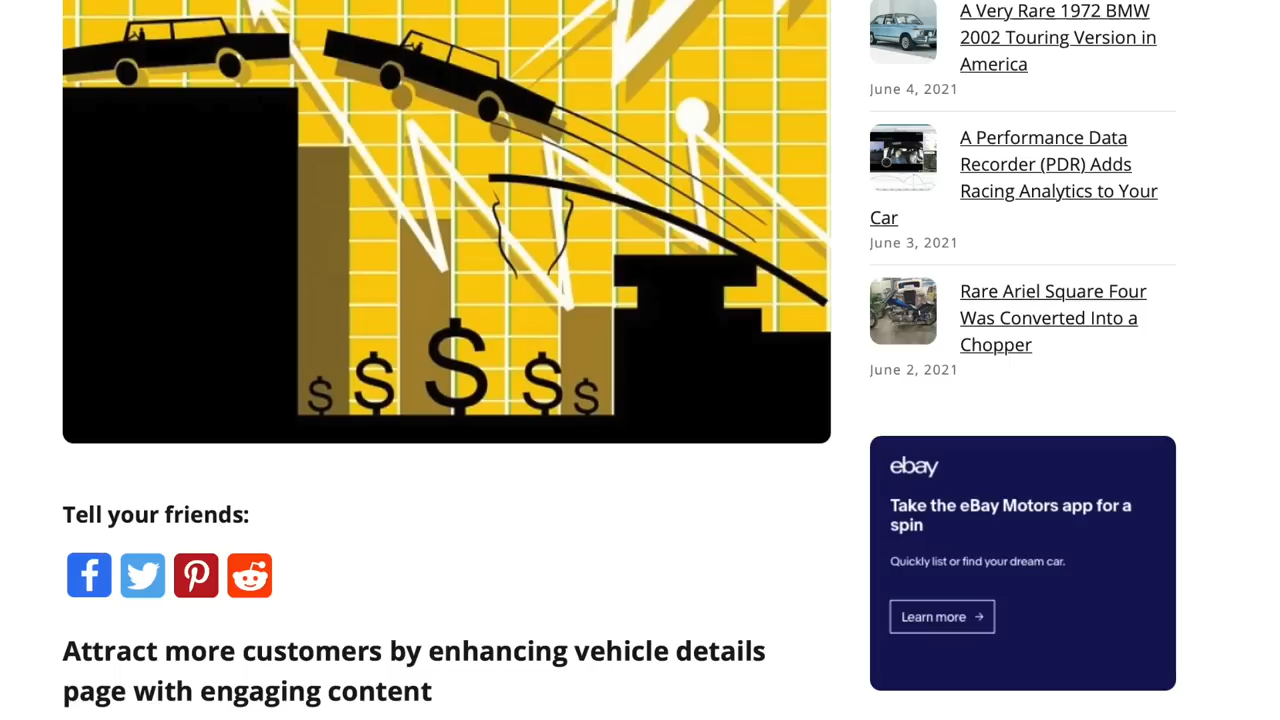 $ $ $ $ $
Tell your friends:
Attract more customers by enhancing vehicle details
page with engaging content
A Very Rare 1972 BMW
2002 Touring Version in
America
June 4, 2021
A Performance Data
Recorder (PDR) Adds
Racing Analytics to Your
Car
June 3, 2021
Rare Ariel Square Four
Was Converted Into a
Chopper
June 2, 2021
ebay
Take the eBay Motors app for a
spin
Quickly list or find your dream car.
Learn more →